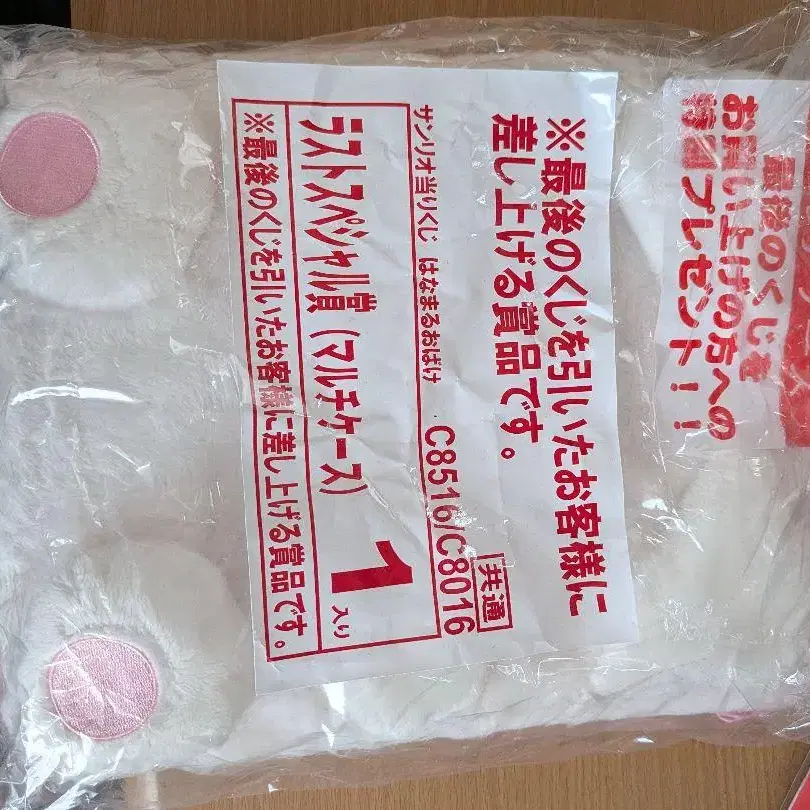 最後のくじを
お買い上げの方への
特別プレゼント!!
※最後のくじを引いたお客様に
差し上げる賞品です。
共通
サンリオ当りくじ はなまるおばけ C8516/C8016
ラストスペシャル賞(マルチケース) 1入り
※最後のくじを引いたお客様に差し上げる賞品です。